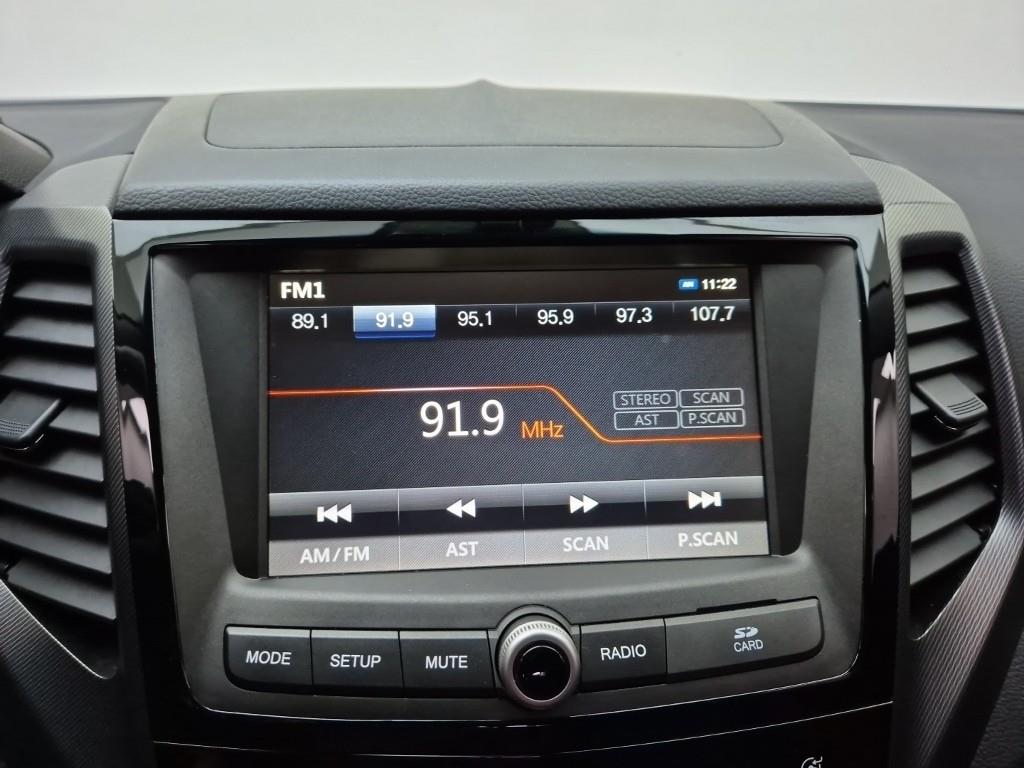 FM1 AM 11:22
89.1 91.9 95.1 95.9 97.3 107.7
STEREO SCAN
91.9 MHz AST P.SCAN
AM/FM AST SCAN P.SCAN
MODE SETUP MUTE RADIO SD CARD